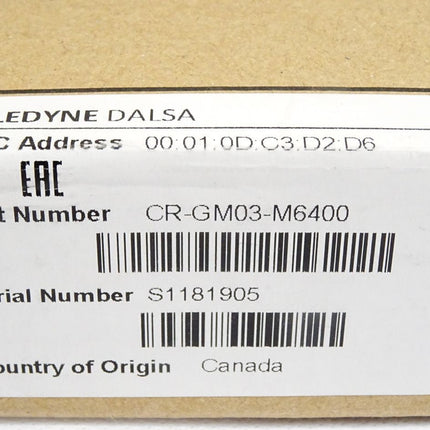 LEDYNE DALSA
C Address 00:01:0D:C3:D2:D6
EAC
t Number CR-GM03-M6400
rial Number S1181905
ountry of Origin Canada